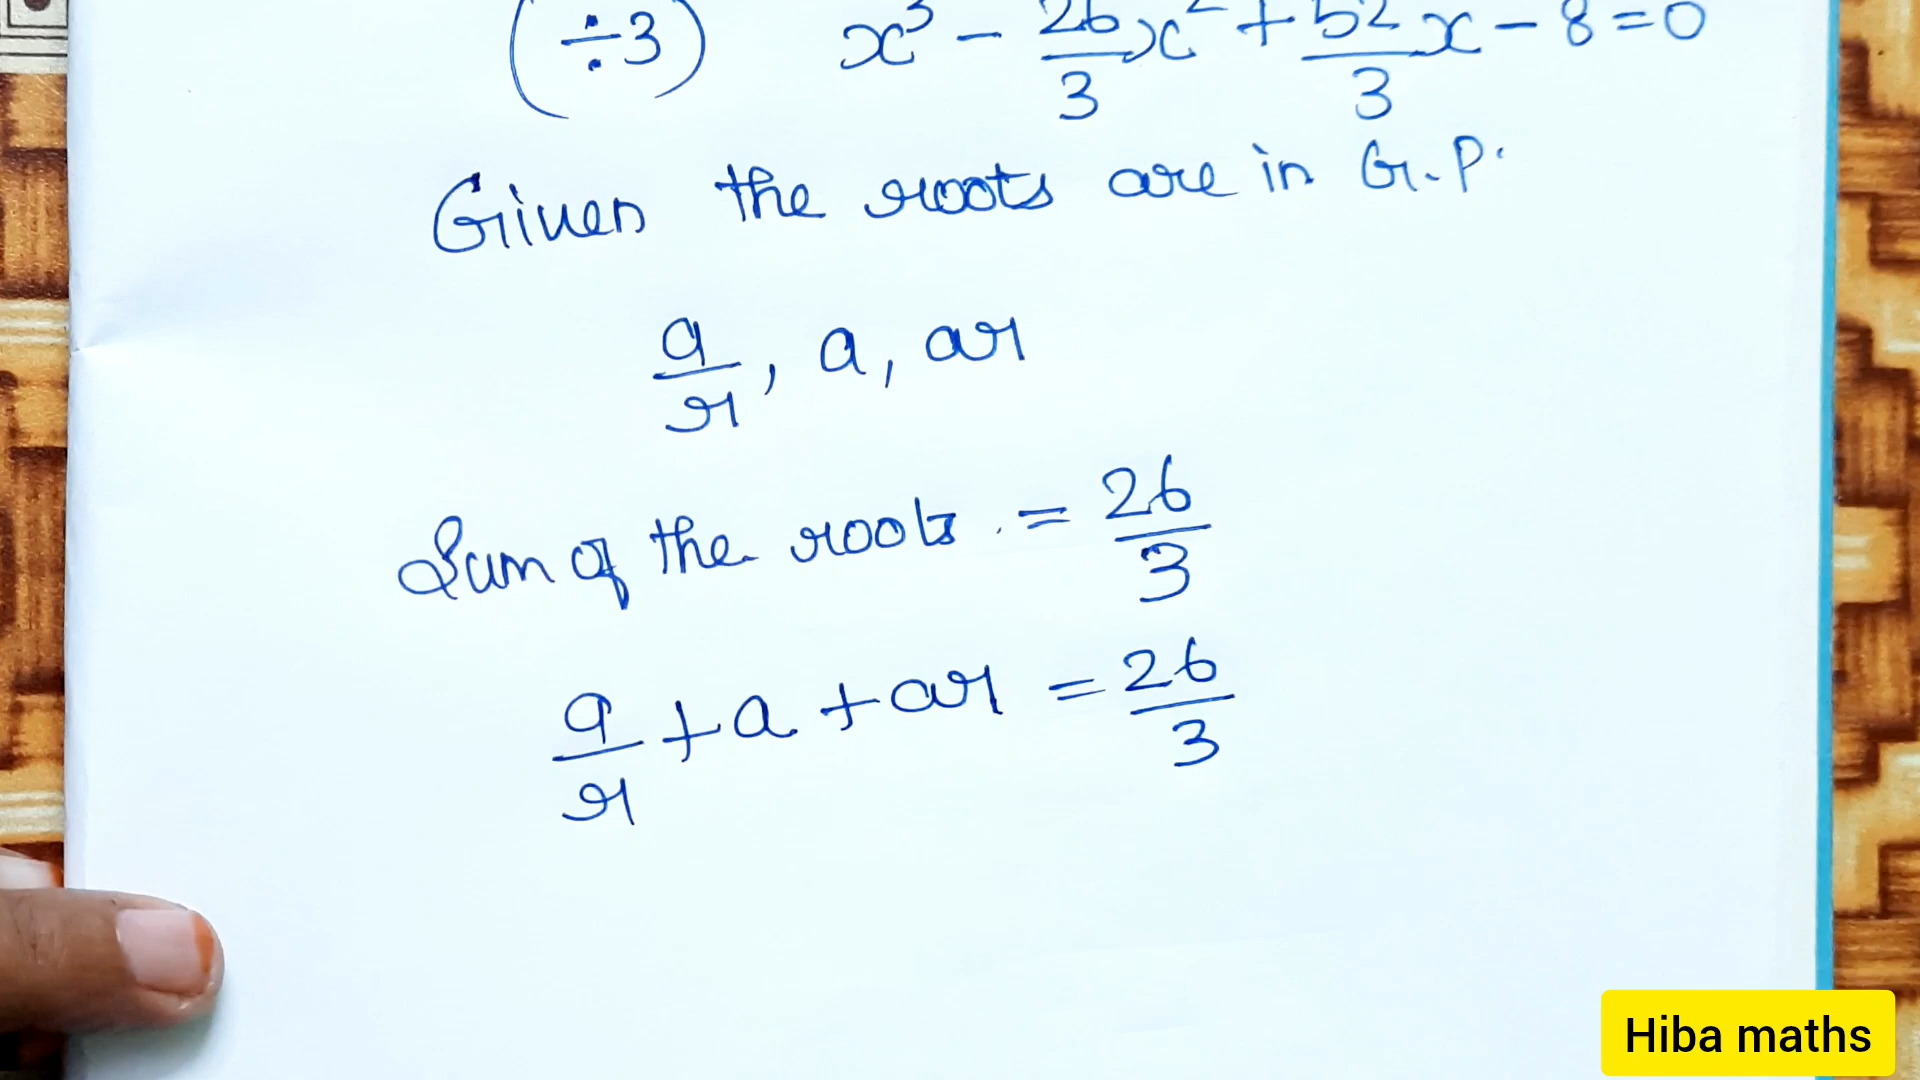 (÷3) x³ - 26/3 x² + 52/3 x - 8 = 0
Given the roots are in G.P.
a/r, a, ar
Sum of the roots = 26/3
a/r + a + ar = 26/3
Hiba maths